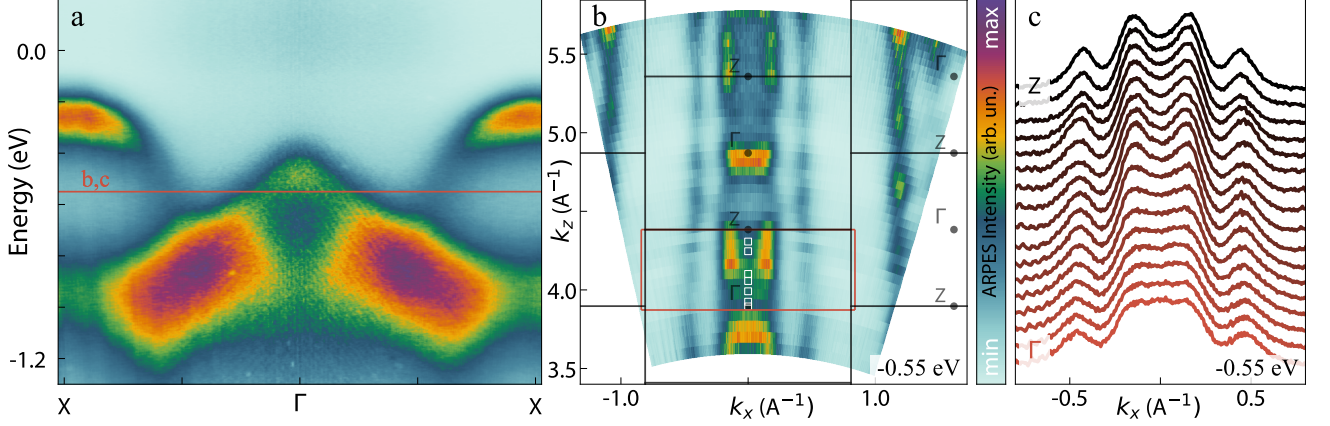 a
0.0
b,c
-1.2
Energy (eV)
X
Γ
X
b
5.5
5.0
4.0
3.5
k_z (A⁻¹)
Z
Γ
Z
Γ
Γ
Z
Γ
Z
-0.55 eV
-1.0
1.0
k_x (A⁻¹)
max
ARPES Intensity (arb. un.)
min
c
Z
Γ
-0.55 eV
-0.5
0.5
k_x (A⁻¹)